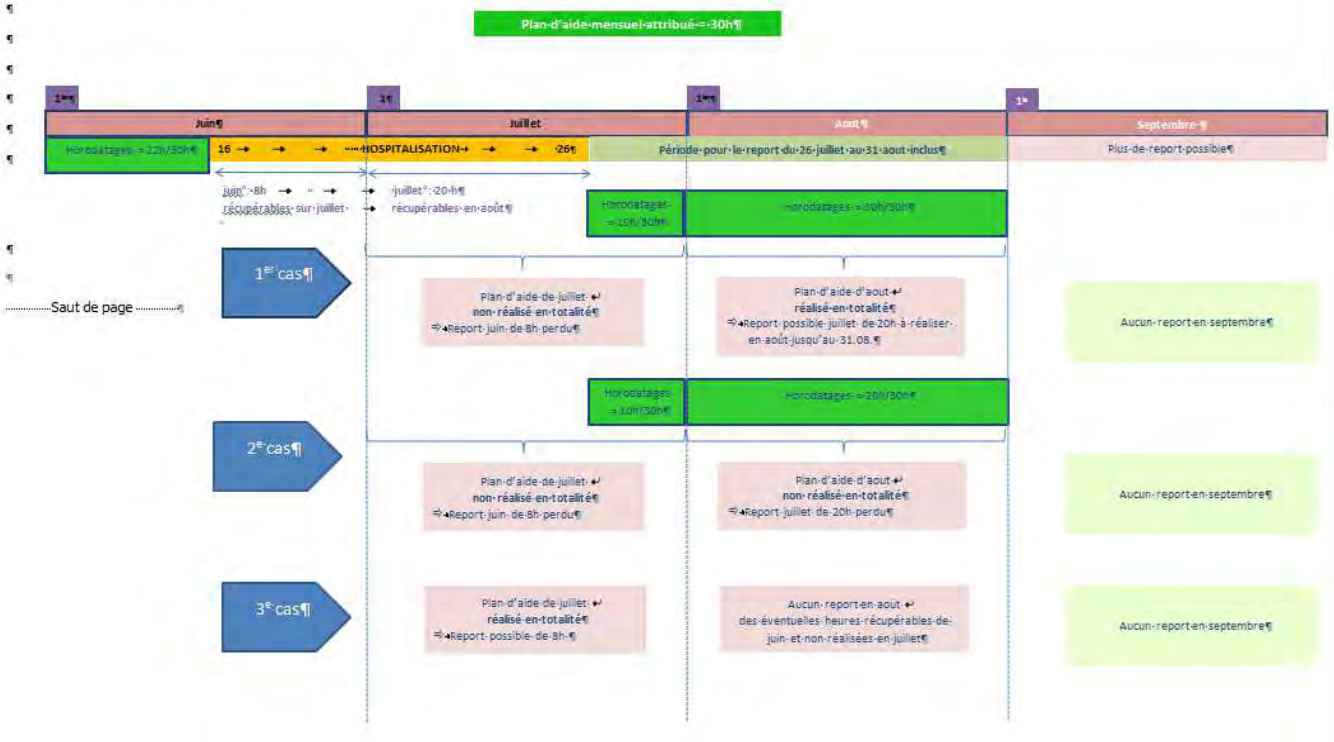 Plan d'aide mensuel attribué = 30h¶
1er¶
1¶
1er¶
1e
Juin¶
Juillet
Aout¶
Septembre ¶
Horodatages = 22h/30h¶
16 → → → HOSPITALISATION→ → → 26¶
Période pour le report du 26 juillet au 31 aout inclus¶
Plus de report possible¶
juin° : 8h → → → juillet° : 20 h¶
récupérables sur juillet → récupérables en août¶
Horodatages
= 10h/30h¶
Horodatages = 30h/30h¶
1er cas¶
Saut de page
Plan d'aide de juillet ↵
non réalisé en totalité¶
⇨Report juin de 8h perdu¶
Plan d'aide d'aout ↵
réalisé en totalité¶
⇨Report possible juillet de 20h à réaliser
en août jusqu'au 31.08.¶
Aucun report en septembre¶
Horodatages
= 10h/30h¶
Horodatages = 20h/30h¶
2e cas¶
Plan d'aide de juillet ↵
non réalisé en totalité¶
⇨Report juin de 8h perdu¶
Plan d'aide d'aout ↵
non réalisé en totalité¶
⇨Report juillet de 20h perdu¶
Aucun report en septembre¶
3e cas¶
Plan d'aide de juillet ↵
réalisé en totalité¶
⇨Report possible de 8h ¶
Aucun report en aout ↵
des éventuelles heures récupérables de
juin et non réalisées en juillet¶
Aucun report en septembre¶